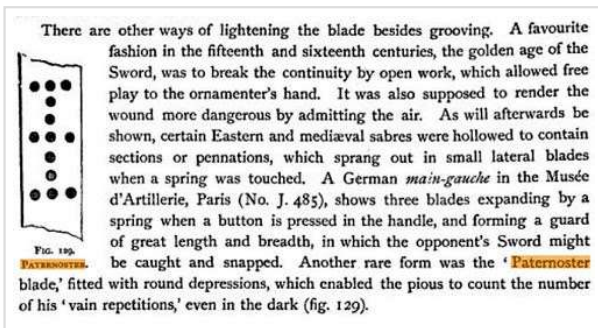 There are other ways of lightening the blade besides grooving. A favourite
fashion in the fifteenth and sixteenth centuries, the golden age of the
Sword, was to break the continuity by open work, which allowed free
play to the ornamenter's hand. It was also supposed to render the
wound more dangerous by admitting the air. As will afterwards be
shown, certain Eastern and mediæval sabres were hollowed to contain
sections or pennations, which sprang out in small lateral blades
when a spring was touched. A German main-gauche in the Musée
d'Artillerie, Paris (No. J. 485), shows three blades expanding by a
spring when a button is pressed in the handle, and forming a guard
of great length and breadth, in which the opponent's Sword might
be caught and snapped. Another rare form was the ‘Paternoster
blade,’ fitted with round depressions, which enabled the pious to count the number
of his ‘vain repetitions,’ even in the dark (fig. 129).
FIG. 129.
PATERNOSTER.